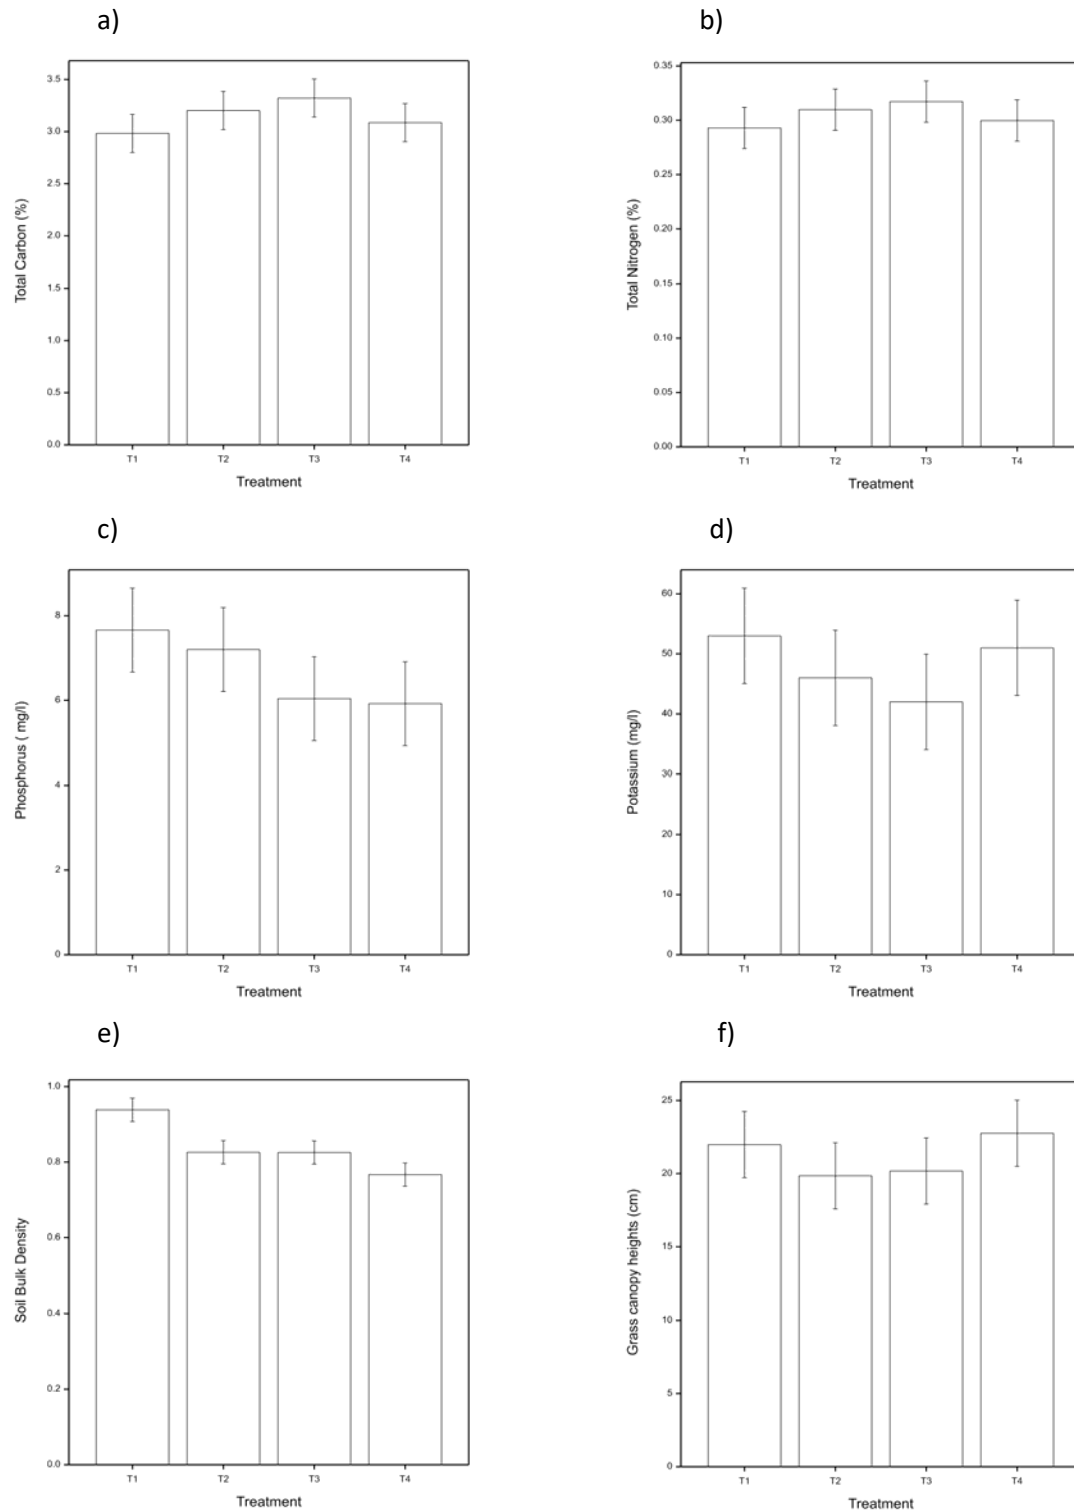 a)
3.5
3.0
2.5
2.0
1.5
1.0
0.5
0.0
Total Carbon (%)
T1 T2 T3 T4
Treatment
b)
0.35
0.30
0.25
0.20
0.15
0.10
0.05
0.00
Total Nitrogen (%)
T1 T2 T3 T4
Treatment
c)
8
6
4
2
0
Phosphorus ( mg/l)
T1 T2 T3 T4
Treatment
d)
60
50
40
30
20
10
0
Potassium (mg/l)
T1 T2 T3 T4
Treatment
e)
1.0
0.8
0.6
0.4
0.2
0.0
Soil Bulk Density
T1 T2 T3 T4
Treatment
f)
25
20
15
10
5
0
Grass canopy heights (cm)
T1 T2 T3 T4
Treatment